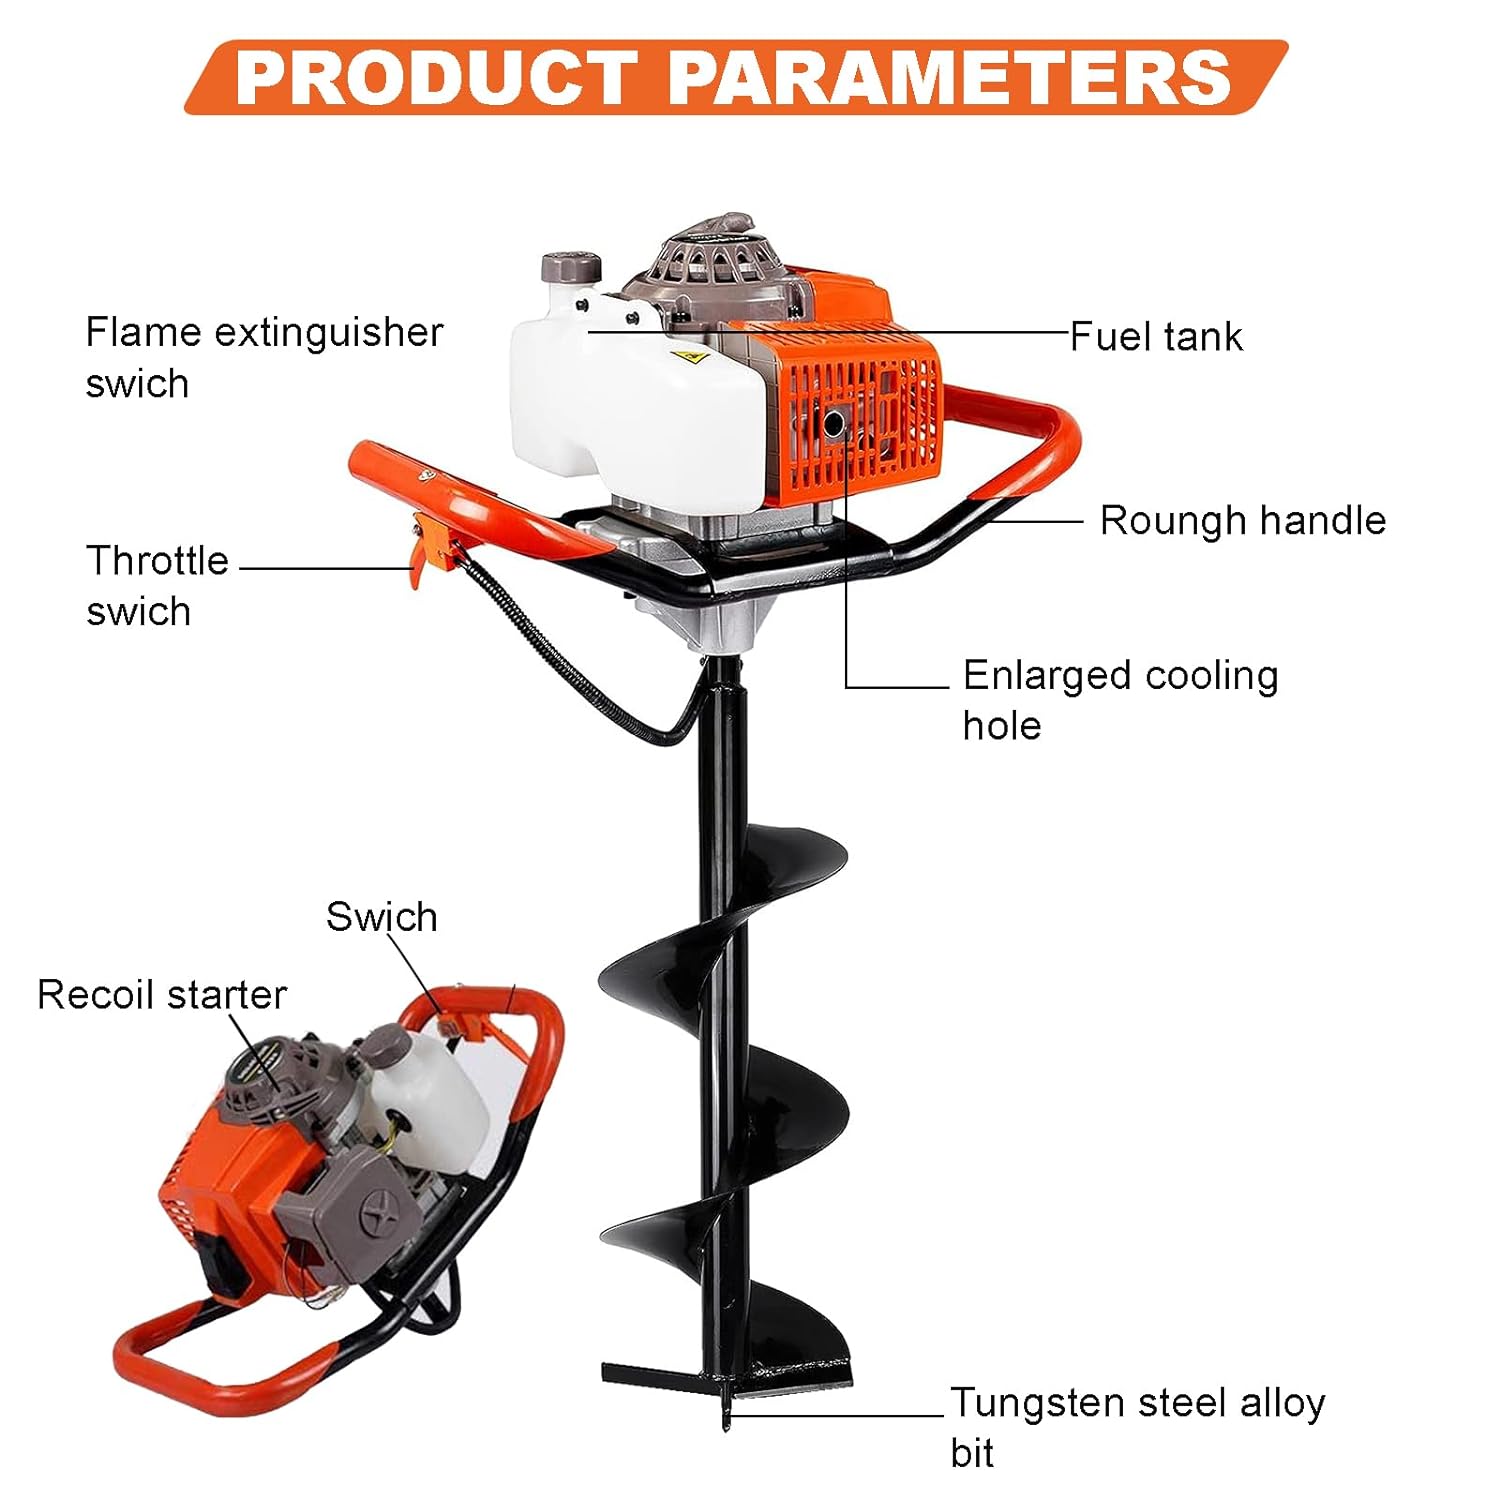 PRODUCT PARAMETERS
Flame extinguisher
swich
Fuel tank
Throttle
swich
Roungh handle
Enlarged cooling
hole
Swich
Recoil starter
Tungsten steel alloy
bit